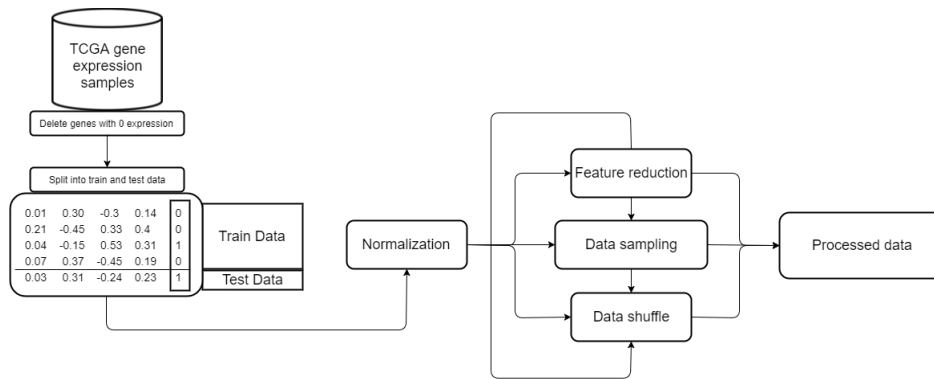 TCGA gene
expression
samples
Delete genes with 0 expression
Split into train and test data
0.01 0.30 -0.3 0.14 0
0.21 -0.45 0.33 0.4 0
0.04 -0.15 0.53 0.31 1
0.07 0.37 -0.45 0.19 0
0.03 0.31 -0.24 0.23 1
Train Data
Test Data
Normalization
Feature reduction
Data sampling
Data shuffle
Processed data